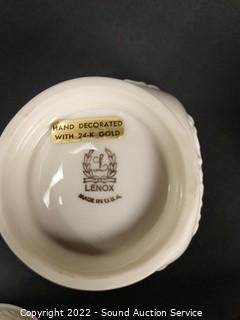 HAND DECORATED
WITH 24-K GOLD
L
LENOX
MADE IN U.S.A.
Copyright 2022 - Sound Auction Service